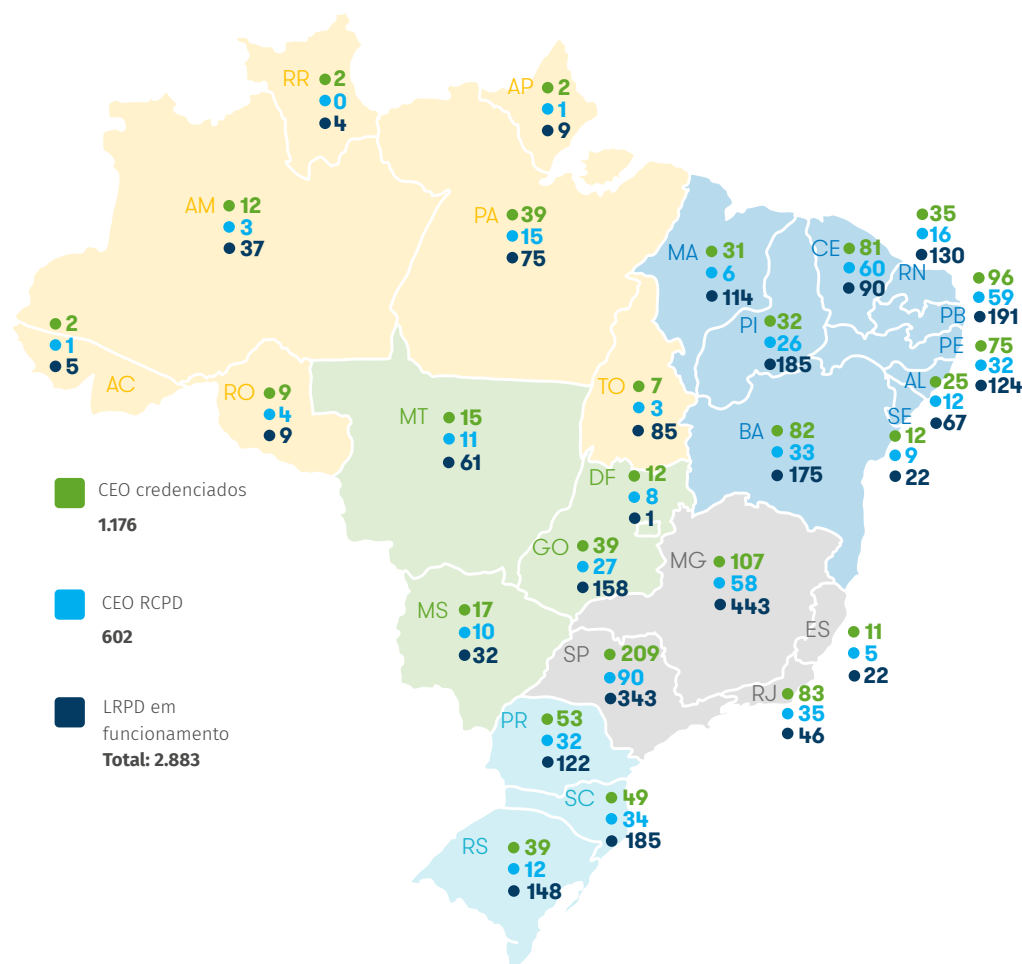 RR
2
0
4
AP
2
1
9
AM
12
3
37
PA
39
15
75
MA
31
6
114
CE
81
60
90
35
16
130
RN
96
59
191
PB
PI
32
26
185
PE
75
32
124
AL
25
12
67
SE
12
9
22
2
1
5
AC
RO
9
4
9
TO
7
3
85
MT
15
11
61
BA
82
33
175
DF
12
8
1
GO
39
27
158
MG
107
58
443
MS
17
10
32
ES
11
5
22
SP
209
90
343
RJ
83
35
46
PR
53
32
122
SC
49
34
185
RS
39
12
148
CEO credenciados
1.176
CEO RCPD
602
LRPD em
funcionamento
Total: 2.883